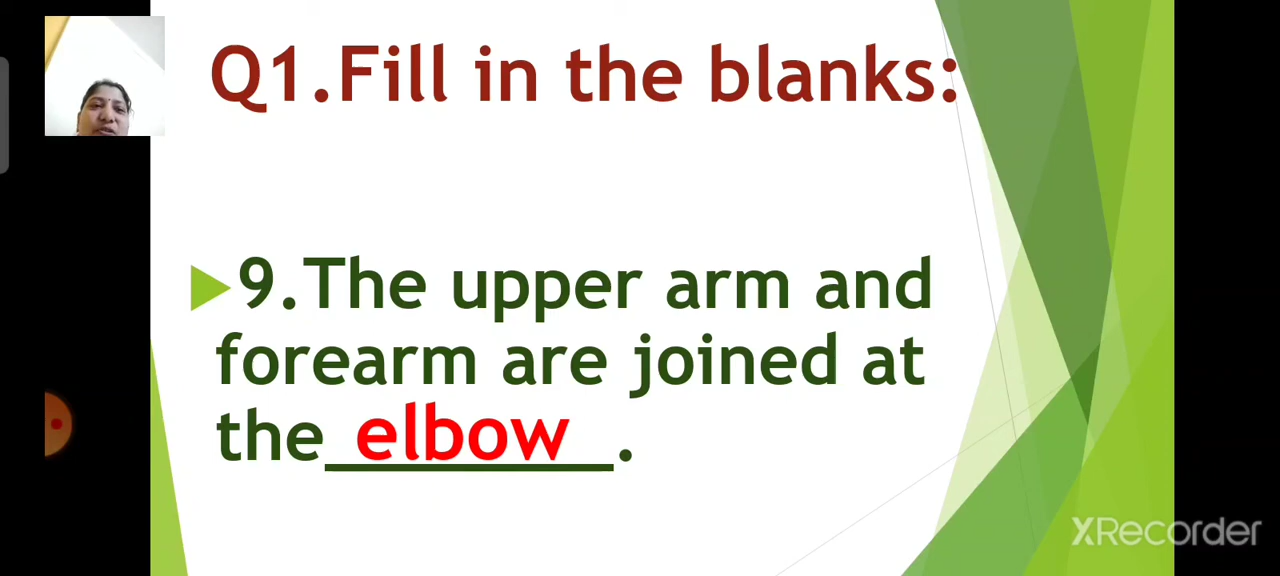 Q1.Fill in the blanks:
9.The upper arm and
forearm are joined at
the elbow.
XRecorder